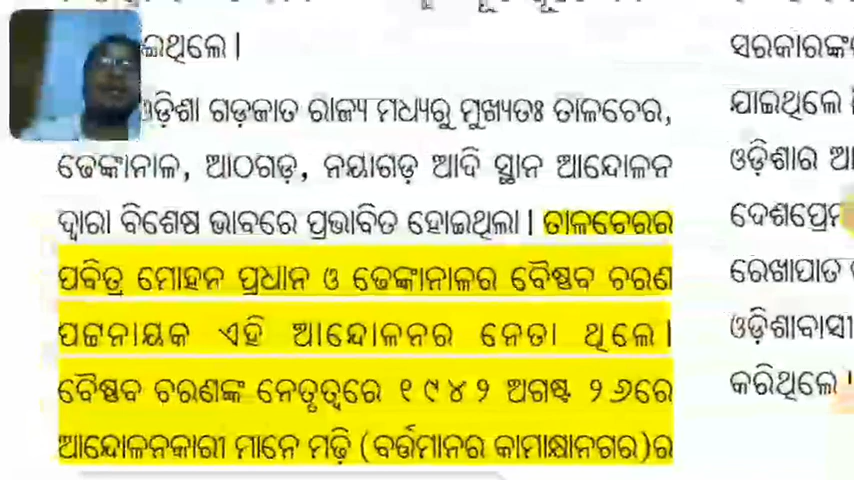 ଇଥିଲେ।
ଓଡ଼ିଶା ଗଡ଼ଜାତ ରାଜ୍ୟ ମଧ୍ୟରୁ ମୁଖ୍ୟତଃ ତାଳଚେର,
ଢେଙ୍କାନାଳ, ଆଠଗଡ଼, ନୟାଗଡ଼ ଆଦି ସ୍ଥାନ ଆନ୍ଦୋଳନ
ଦ୍ୱାରା ବିଶେଷ ଭାବରେ ପ୍ରଭାବିତ ହୋଇଥିଲା। ତାଳଚେରର
ପବିତ୍ର ମୋହନ ପ୍ରଧାନ ଓ ଢେଙ୍କାନାଳର ବୈଷ୍ଣବ ଚରଣ
ପଟ୍ଟନାୟକ ଏହି ଆନ୍ଦୋଳନର ନେତା ଥିଲେ।
ବୈଷ୍ଣବ ଚରଣଙ୍କ ନେତୃତ୍ୱରେ ୧୯୪୨ ଅଗଷ୍ଟ ୨୬ରେ
ଆନ୍ଦୋଳନକାରୀ ମାନେ ମଢ଼ି (ବର୍ତ୍ତମାନର କାମାକ୍ଷାନଗର)ର
ସରକାରଙ୍କ
ଯାଇଥିଲେ।
ଓଡ଼ିଶାର ଆ
ଦେଶପ୍ରେମ
ରେଖାପାତ
ଓଡ଼ିଶାବାସୀ
କରିଥିଲେ।